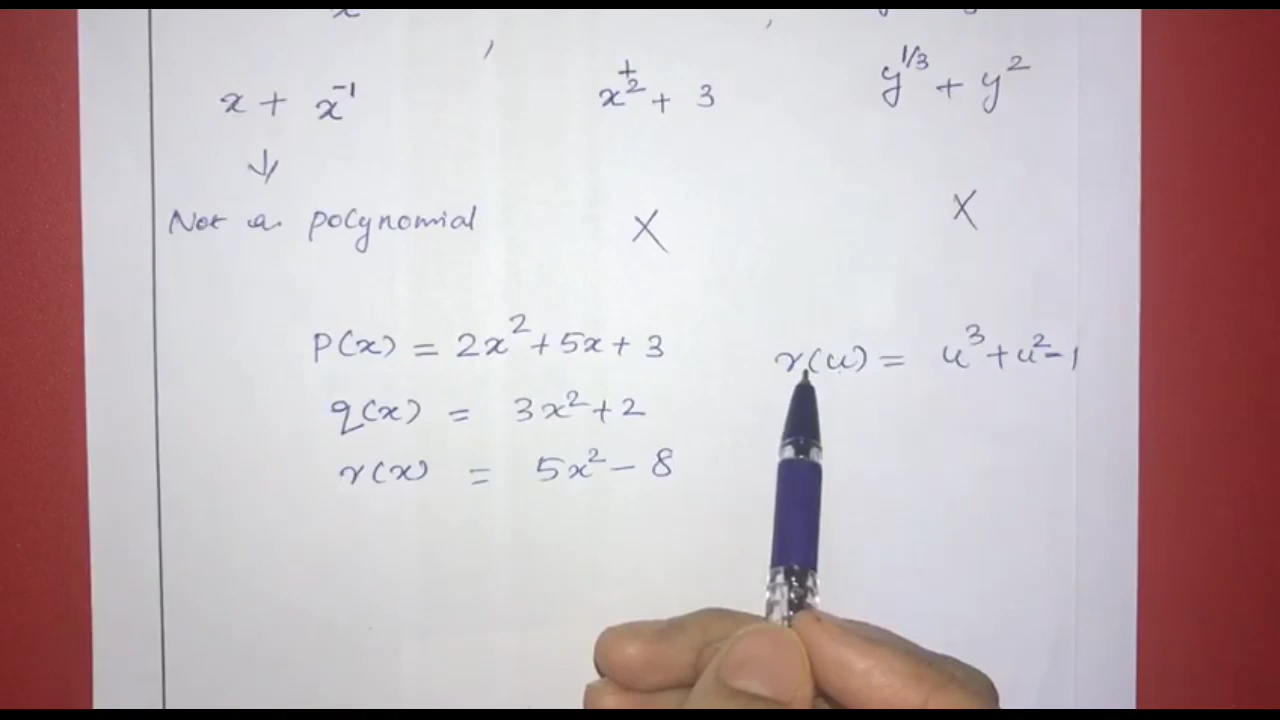 x + x⁻¹ , x^½ + 3 y^1/3 + y²
Not a polynomial X X
p(x) = 2x² + 5x + 3 r(u) = u³ + u² - 1
q(x) = 3x² + 2
r(x) = 5x² - 8